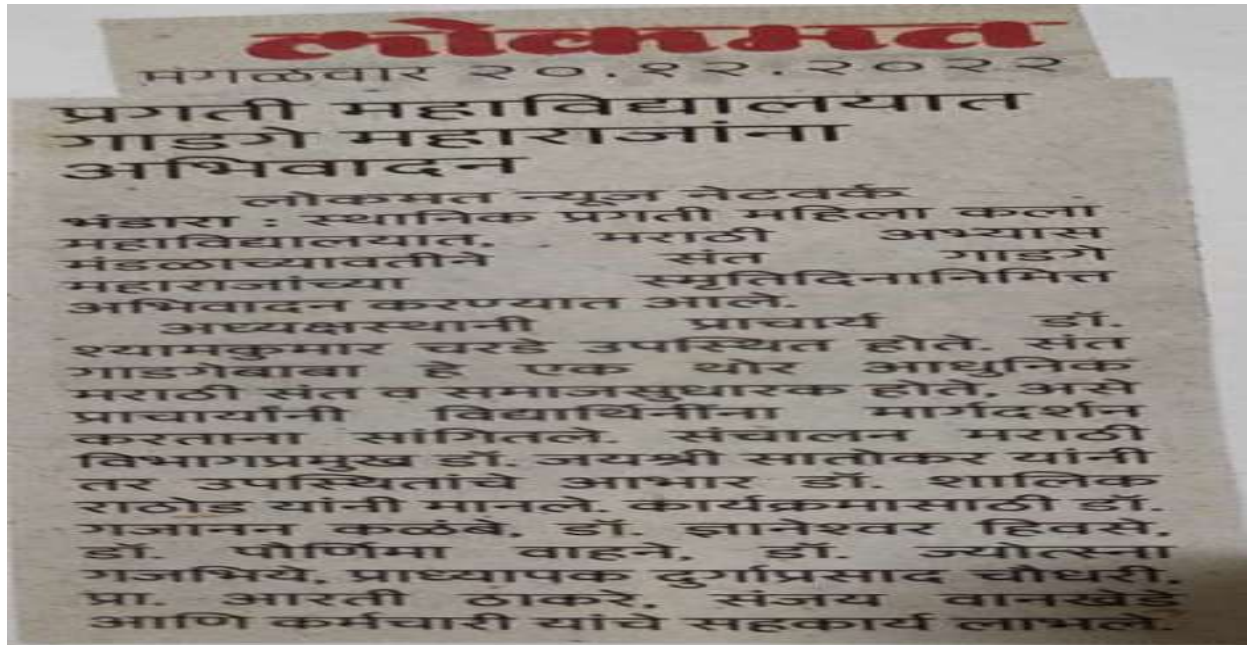 लोकमत
मंगळवार २०.१२.२०२२
प्रगती महाविद्यालयात
गाडगे महाराजांना
अभिवादन
लोकमत न्यूज नेटवर्क
भंडारा : स्थानिक प्रगती महिला कला
महाविद्यालयात, मराठी अभ्यास
मंडळाच्यावतीने संत गाडगे
महाराजांच्या स्मृतिदिनानिमित्त
अभिवादन करण्यात आले.
अध्यक्षस्थानी प्राचार्य डॉ.
श्यामकुमार चरडे उपस्थित होते. संत
गाडगेबाबा हे एक थोर आधुनिक
मराठी संत व समाजसुधारक होते, असे
प्राचार्यांनी विद्यार्थिनींना मार्गदर्शन
करताना सांगितले. संचालन मराठी
विभागप्रमुख डॉ. जयश्री सातोकर यांनी
तर उपस्थितांचे आभार डॉ. शालिक
राठोड यांनी मानले. कार्यक्रमासाठी डॉ.
गजानन कळंबे, डॉ. ज्ञानेश्वर हिवसे,
डॉ. पौर्णिमा वाहने, डॉ. ज्योत्स्ना
गजभिये, प्राध्यापक दुर्गाप्रसाद चौधरी,
प्रा. आरती ठाकरे, संजय वानखेडे
आणि कर्मचारी यांचे सहकार्य लाभले.